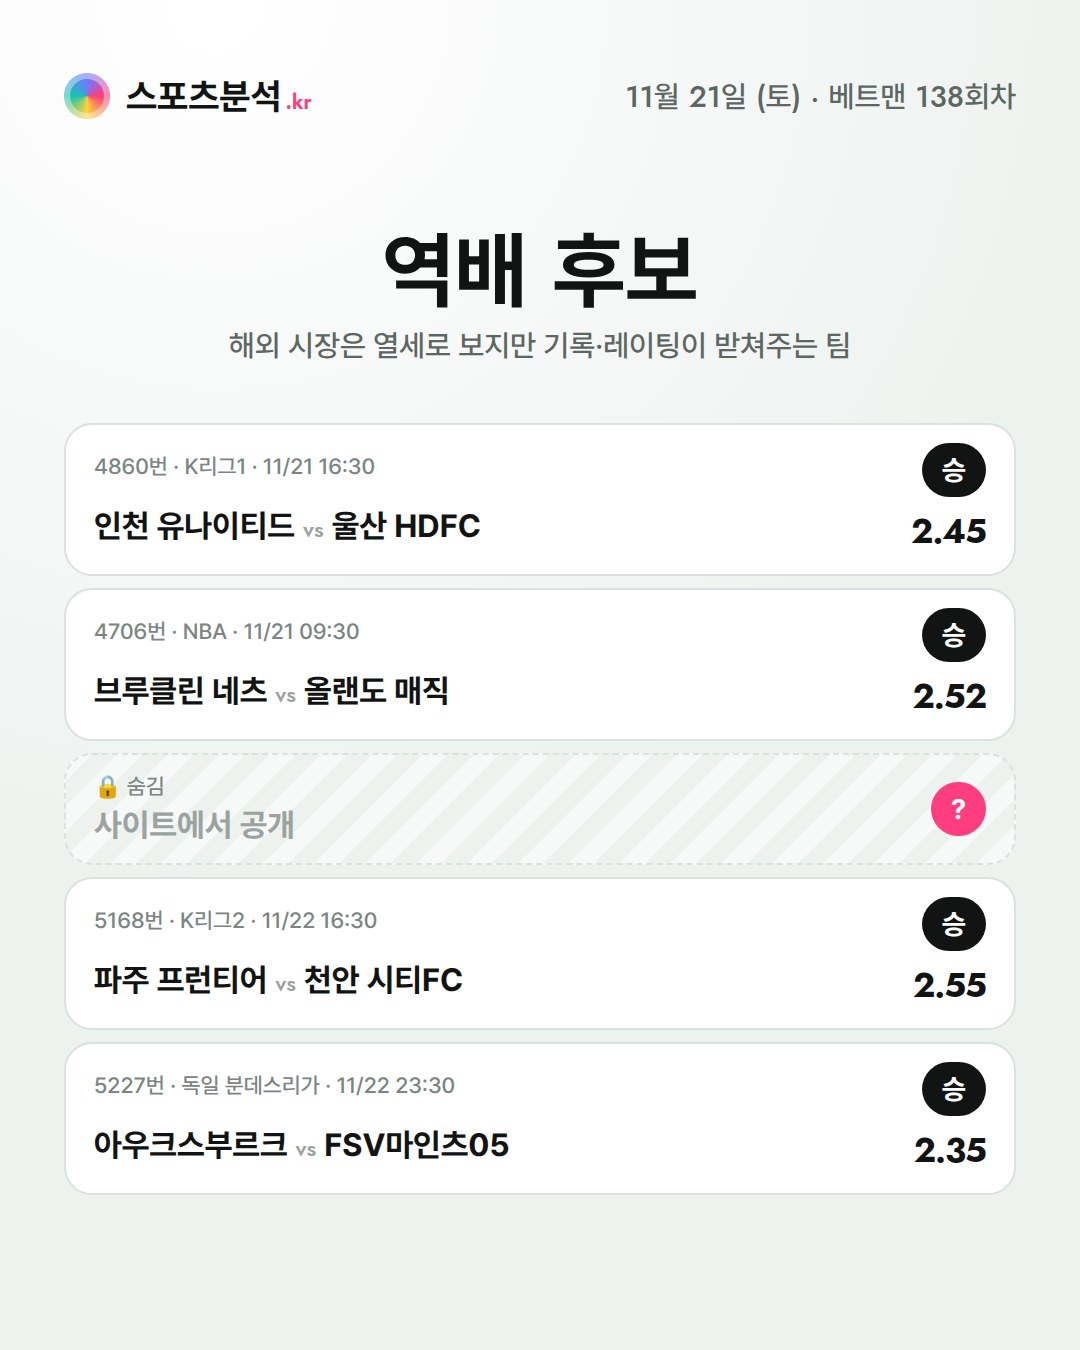 스포츠분석.kr
11월 21일 (토) · 베트맨 138회차
역배 후보
해외 시장은 열세로 보지만 기록·레이팅이 받쳐주는 팀
4860번 · K리그1 · 11/21 16:30
승
인천 유나이티드 vs 울산 HDFC
2.45
4706번 · NBA · 11/21 09:30
승
브루클린 네츠 vs 올랜도 매직
2.52
🔒 숨김
사이트에서 공개
?
5168번 · K리그2 · 11/22 16:30
승
파주 프런티어 vs 천안 시티FC
2.55
5227번 · 독일 분데스리가 · 11/22 23:30
승
아우크스부르크 vs FSV마인츠05
2.35